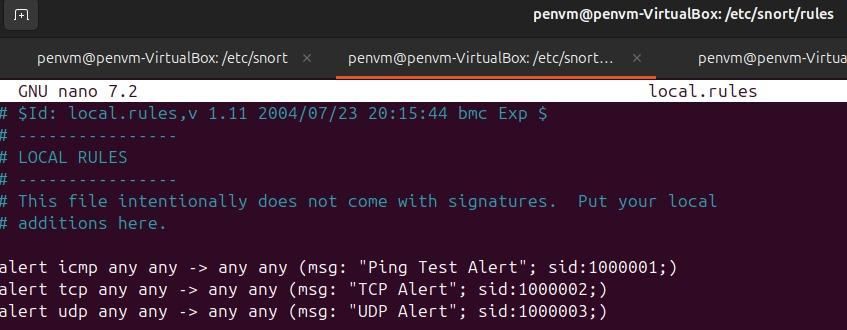 penvm@penvm-VirtualBox: /etc/snort/rules
penvm@penvm-VirtualBox: /etc/snort × penvm@penvm-VirtualBox: /etc/snort… × penvm@penvm-Virtua
GNU nano 7.2 local.rules
# $Id: local.rules,v 1.11 2004/07/23 20:15:44 bmc Exp $
# ----------------
# LOCAL RULES
# ----------------
# This file intentionally does not come with signatures.  Put your local
# additions here.
alert icmp any any -> any any (msg: "Ping Test Alert"; sid:1000001;)
alert tcp any any -> any any (msg: "TCP Alert"; sid:1000002;)
alert udp any any -> any any (msg: "UDP Alert"; sid:1000003;)